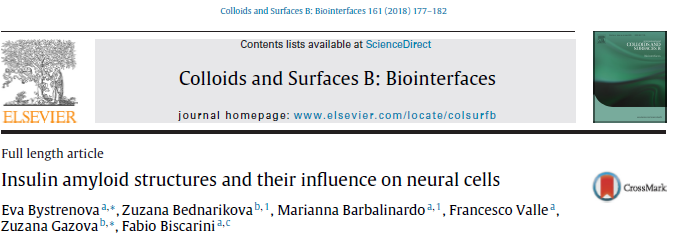 Colloids and Surfaces B: Biointerfaces 161 (2018) 177–182
Contents lists available at ScienceDirect
Colloids and Surfaces B: Biointerfaces
journal homepage: www.elsevier.com/locate/colsurfb
ELSEVIER
COLLOIDS AND
SURFACES B
CrossMark
Full length article
Insulin amyloid structures and their influence on neural cells
Eva Bystrenova a,*, Zuzana Bednarikova b,1, Marianna Barbalinardo a,1, Francesco Valle a,
Zuzana Gazova b,*, Fabio Biscarini a,c